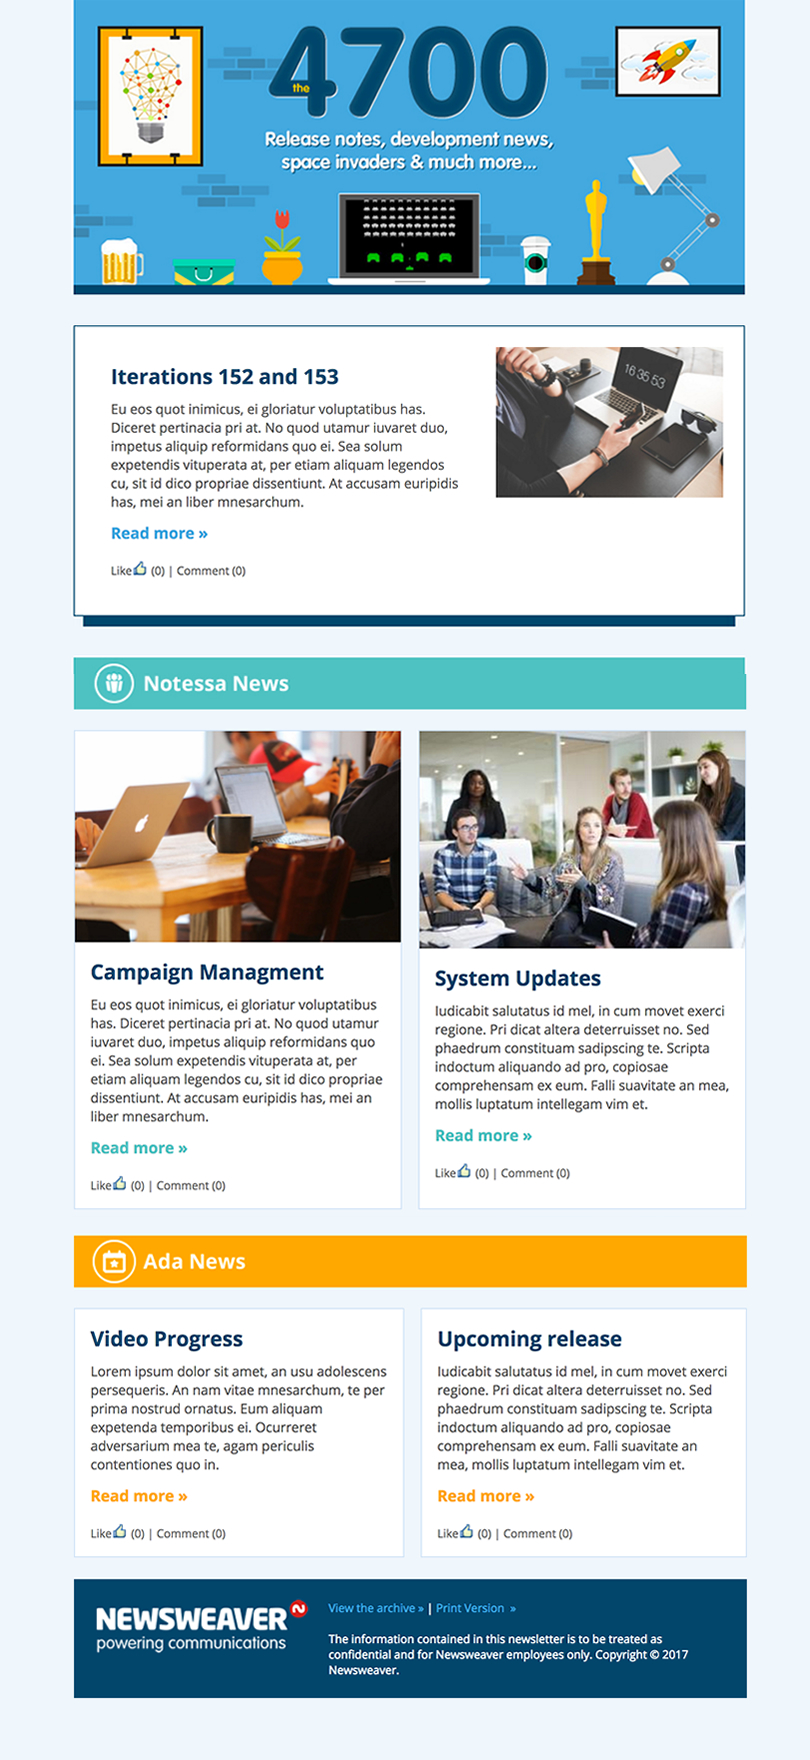 the 4700
Release notes, development news,
space invaders & much more...
Iterations 152 and 153
16 35 53
Eu eos quot inimicus, ei gloriatur voluptatibus has.
Diceret pertinacia pri at. No quod utamur iuvaret duo,
impetus aliquip reformidans quo ei. Sea solum
expetendis vituperata at, per etiam aliquam legendos
cu, sit id dico propriae dissentiunt. At accusam euripidis
has, mei an liber mnesarchum.
Read more »
Like (0) | Comment (0)
Notessa News
Campaign Managment
Eu eos quot inimicus, ei gloriatur voluptatibus
has. Diceret pertinacia pri at. No quod utamur
iuvaret duo, impetus aliquip reformidans quo
ei. Sea solum expetendis vituperata at, per
etiam aliquam legendos cu, sit id dico propriae
dissentiunt. At accusam euripidis has, mei an
liber mnesarchum.
Read more »
Like (0) | Comment (0)
System Updates
Iudicabit salutatus id mel, in cum movet exerci
regione. Pri dicat altera deterruisset no. Sed
phaedrum constituam sadipscing te. Scripta
indoctum aliquando ad pro, copiosae
comprehensam ex eum. Falli suavitate an mea,
mollis luptatum intellegam vim et.
Read more »
Like (0) | Comment (0)
Ada News
Video Progress
Lorem ipsum dolor sit amet, an usu adolescens
persequeris. An nam vitae mnesarchum, te per
prima nostrud ornatus. Eum aliquam
expetenda temporibus ei. Ocurreret
adversarium mea te, agam periculis
contentiones quo in.
Read more »
Like (0) | Comment (0)
Upcoming release
Iudicabit salutatus id mel, in cum movet exerci
regione. Pri dicat altera deterruisset no. Sed
phaedrum constituam sadipscing te. Scripta
indoctum aliquando ad pro, copiosae
comprehensam ex eum. Falli suavitate an
mea, mollis luptatum intellegam vim et.
Read more »
Like (0) | Comment (0)
NEWSWEAVER
powering communications
View the archive » | Print Version »
The information contained in this newsletter is to be treated as
confidential and for Newsweaver employees only. Copyright © 2017
Newsweaver.